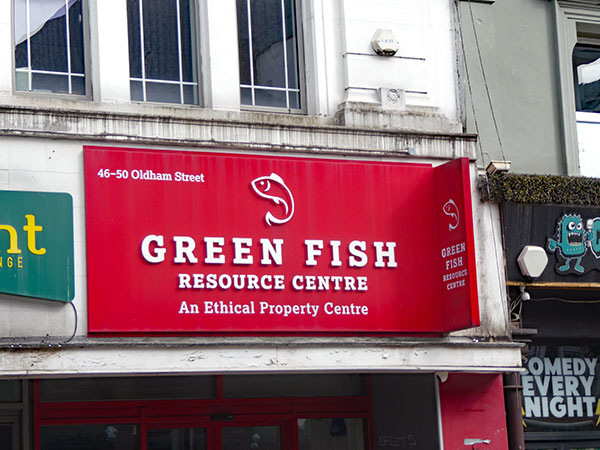 46-50 Oldham Street
GREEN FISH
RESOURCE CENTRE
An Ethical Property Centre
GREEN
FISH
RESOURCE
CENTRE
nt
NGE
COMEDY
EVERY
NIGHT